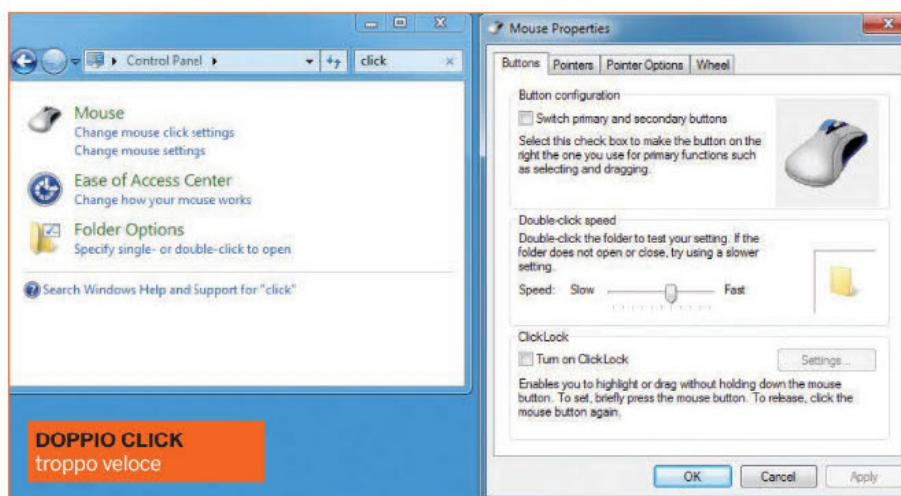 Control Panel
click
Mouse
Change mouse click settings
Change mouse settings
Ease of Access Center
Change how your mouse works
Folder Options
Specify single- or double-click to open
Search Windows Help and Support for "click"
DOPPIO CLICK
troppo veloce
Mouse Properties
Buttons Pointers Pointer Options Wheel
Button configuration
Switch primary and secondary buttons
Select this check box to make the button on the
right the one you use for primary functions such
as selecting and dragging.
Double-click speed
Double-click the folder to test your setting. If the
folder does not open or close, try using a slower
setting.
Speed: Slow Fast
ClickLock
Turn on ClickLock Settings...
Enables you to highlight or drag without holding down the mouse
button. To set, briefly press the mouse button. To release, click the
mouse button again.
OK Cancel Apply